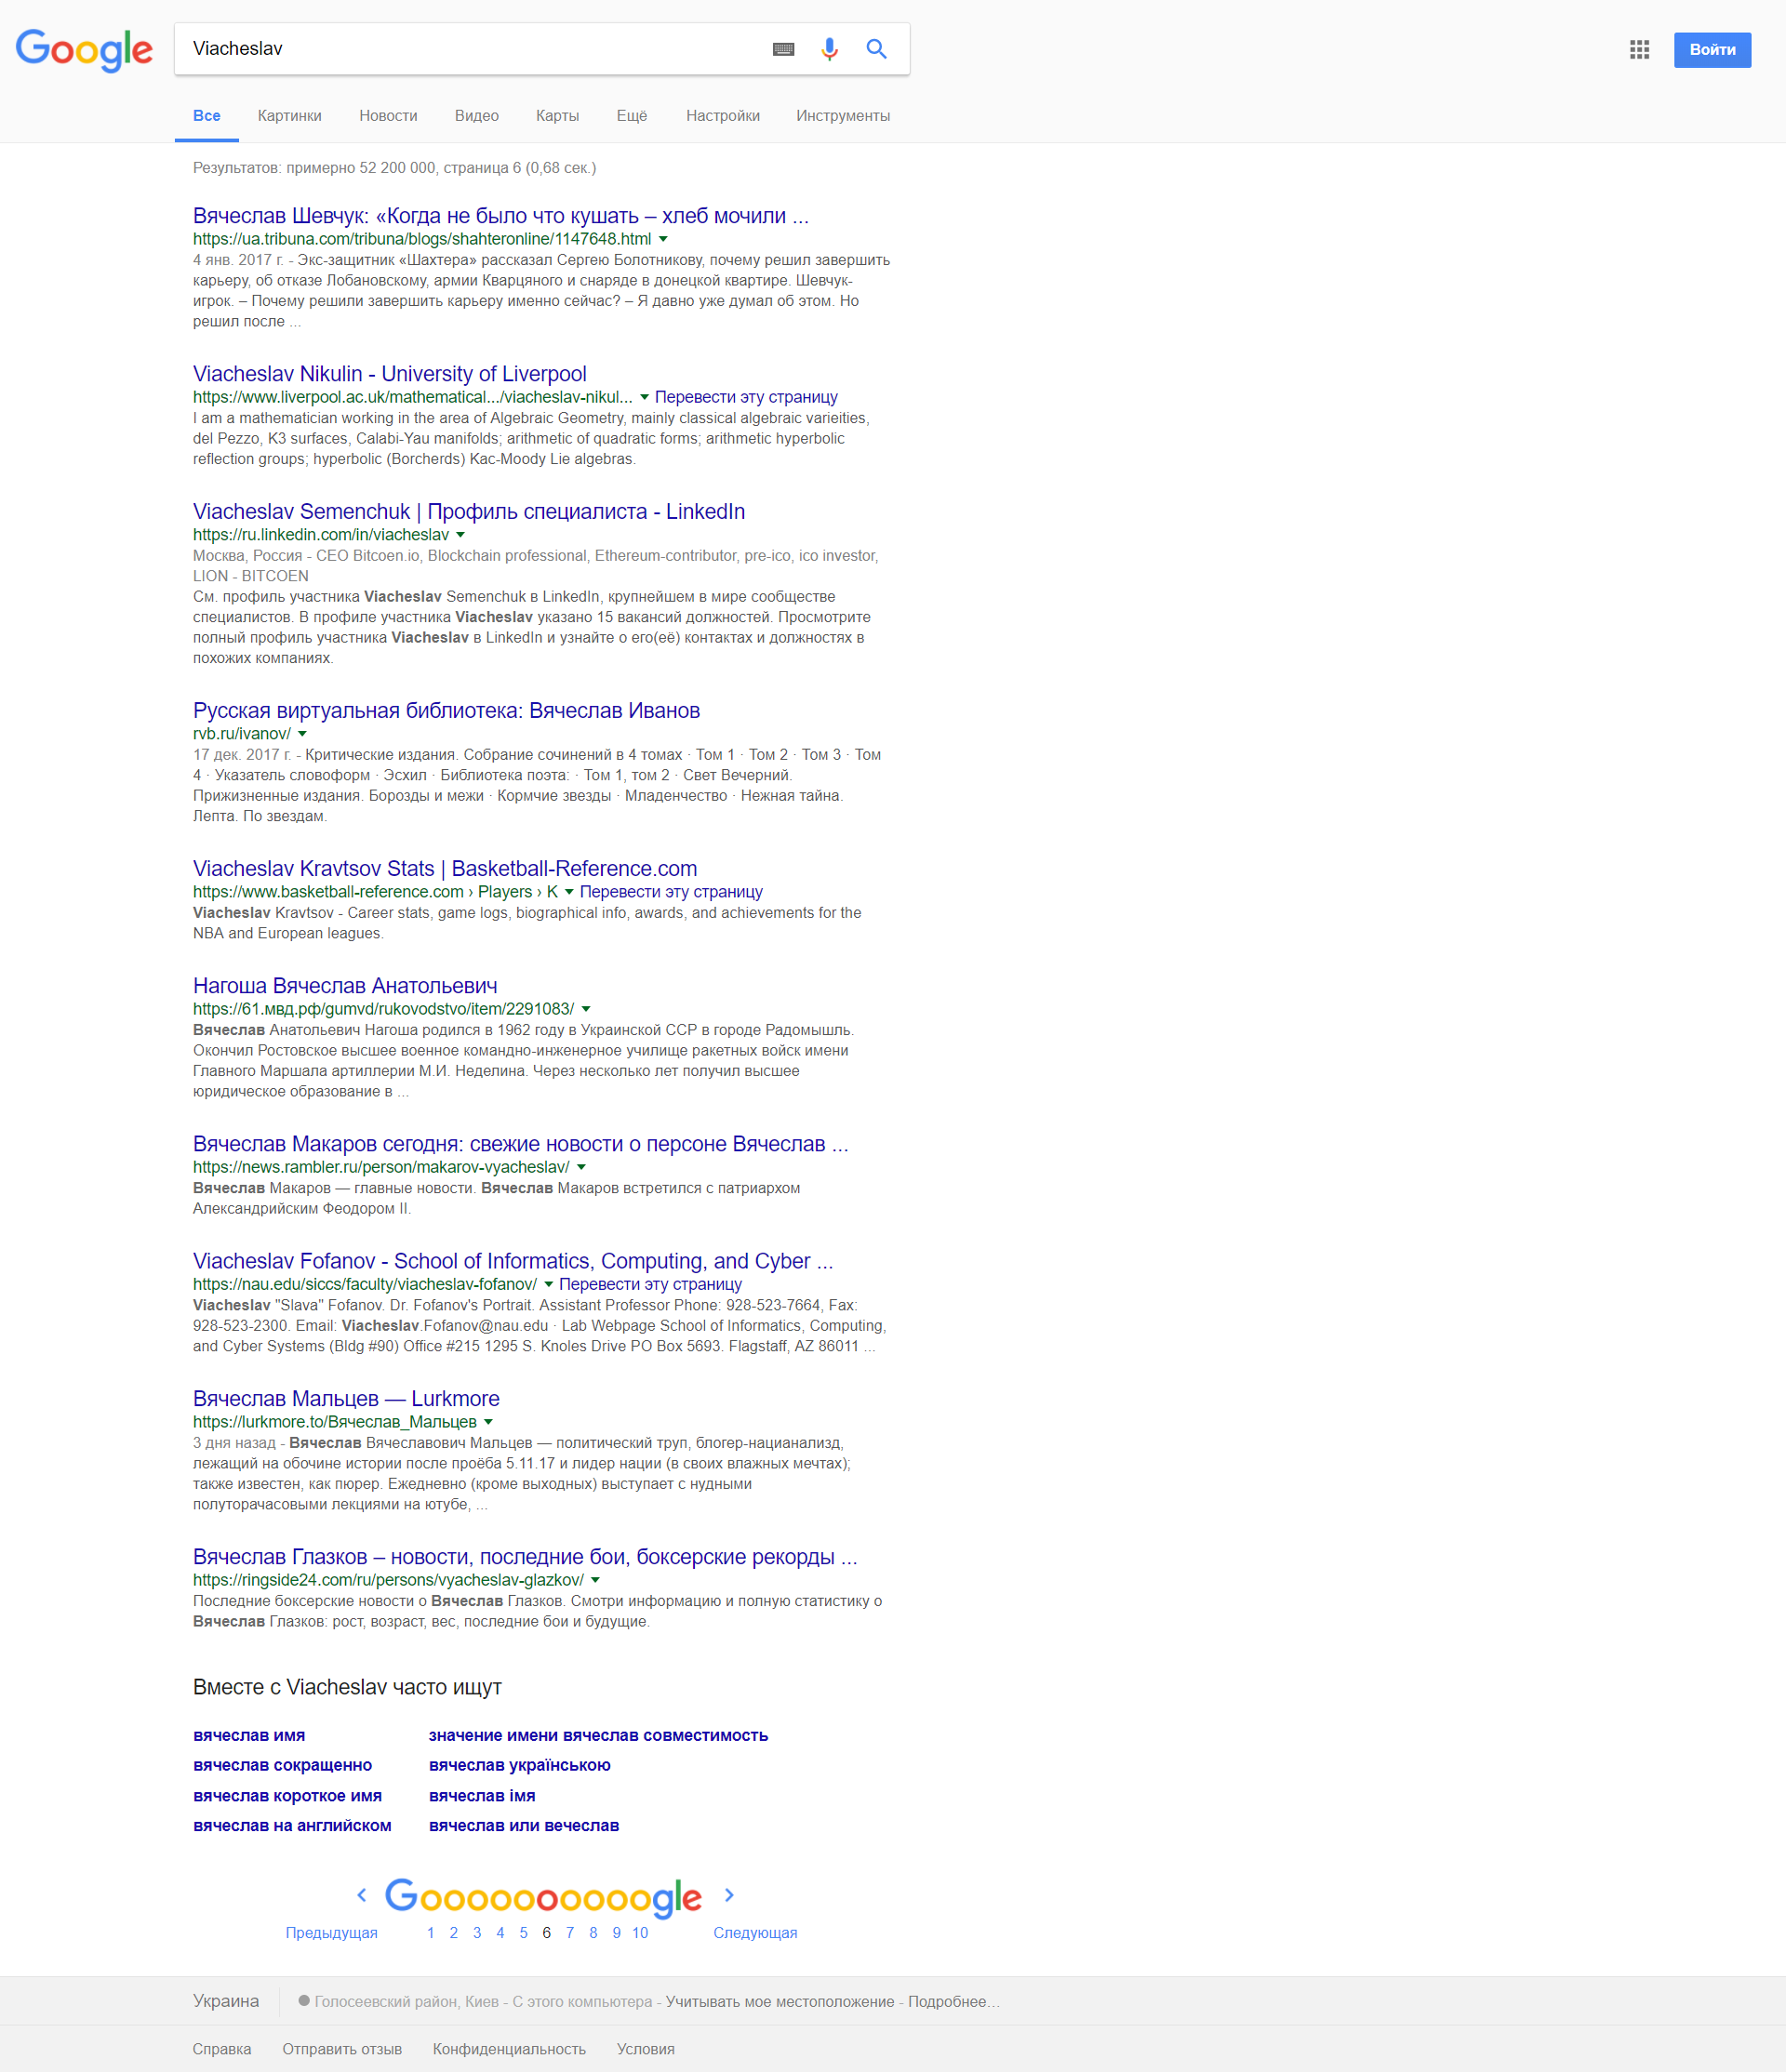 Google
Viacheslav
Войти
Все Картинки Новости Видео Карты Ещё Настройки Инструменты
Результатов: примерно 52 200 000, страница 6 (0,68 сек.)
Вячеслав Шевчук: «Когда не было что кушать – хлеб мочили ...
https://ua.tribuna.com/tribuna/blogs/shahteronline/1147648.html
4 янв. 2017 г. - Экс-защитник «Шахтера» рассказал Сергею Болотникову, почему решил завершить
карьеру, об отказе Лобановскому, армии Кварцяного и снаряде в донецкой квартире. Шевчук-
игрок. – Почему решили завершить карьеру именно сейчас? – Я давно уже думал об этом. Но
решил после ...
Viacheslav Nikulin - University of Liverpool
https://www.liverpool.ac.uk/mathematical.../viacheslav-nikul... Перевести эту страницу
I am a mathematician working in the area of Algebraic Geometry, mainly classical algebraic varieities,
del Pezzo, K3 surfaces, Calabi-Yau manifolds; arithmetic of quadratic forms; arithmetic hyperbolic
reflection groups; hyperbolic (Borcherds) Kac-Moody Lie algebras.
Viacheslav Semenchuk | Профиль специалиста - LinkedIn
https://ru.linkedin.com/in/viacheslav
Москва, Россия - CEO Bitcoen.io, Blockchain professional, Ethereum-contributor, pre-ico, ico investor,
LION - BITCOEN
См. профиль участника Viacheslav Semenchuk в LinkedIn, крупнейшем в мире сообществе
специалистов. В профиле участника Viacheslav указано 15 вакансий должностей. Просмотрите
полный профиль участника Viacheslav в LinkedIn и узнайте о его(её) контактах и должностях в
похожих компаниях.
Русская виртуальная библиотека: Вячеслав Иванов
rvb.ru/ivanov/
17 дек. 2017 г. - Критические издания. Собрание сочинений в 4 томах · Том 1 · Том 2 · Том 3 · Том
4 · Указатель словоформ · Эсхил · Библиотека поэта: · Том 1, том 2 · Свет Вечерний.
Прижизненные издания. Борозды и межи · Кормчие звезды · Младенчество · Нежная тайна.
Лепта. По звездам.
Viacheslav Kravtsov Stats | Basketball-Reference.com
https://www.basketball-reference.com › Players › K Перевести эту страницу
Viacheslav Kravtsov - Career stats, game logs, biographical info, awards, and achievements for the
NBA and European leagues.
Нагоша Вячеслав Анатольевич
https://61.мвд.рф/gumvd/rukovodstvo/item/2291083/
Вячеслав Анатольевич Нагоша родился в 1962 году в Украинской ССР в городе Радомышль.
Окончил Ростовское высшее военное командно-инженерное училище ракетных войск имени
Главного Маршала артиллерии М.И. Неделина. Через несколько лет получил высшее
юридическое образование в ...
Вячеслав Макаров сегодня: свежие новости о персоне Вячеслав ...
https://news.rambler.ru/person/makarov-vyacheslav/
Вячеслав Макаров — главные новости. Вячеслав Макаров встретился с патриархом
Александрийским Феодором II.
Viacheslav Fofanov - School of Informatics, Computing, and Cyber ...
https://nau.edu/siccs/faculty/viacheslav-fofanov/ Перевести эту страницу
Viacheslav "Slava" Fofanov. Dr. Fofanov's Portrait. Assistant Professor Phone: 928-523-7664, Fax:
928-523-2300. Email: Viacheslav.Fofanov@nau.edu · Lab Webpage School of Informatics, Computing,
and Cyber Systems (Bldg #90) Office #215 1295 S. Knoles Drive PO Box 5693. Flagstaff, AZ 86011 ...
Вячеслав Мальцев — Lurkmore
https://lurkmore.to/Вячеслав_Мальцев
3 дня назад - Вячеслав Вячеславович Мальцев — политический труп, блогер-нацианализд,
лежащий на обочине истории после проёба 5.11.17 и лидер нации (в своих влажных мечтах);
также известен, как пюрер. Ежедневно (кроме выходных) выступает с нудными
полуторачасовыми лекциями на ютубе, ...
Вячеслав Глазков – новости, последние бои, боксерские рекорды ...
https://ringside24.com/ru/persons/vyacheslav-glazkov/
Последние боксерские новости о Вячеслав Глазков. Смотри информацию и полную статистику о
Вячеслав Глазков: рост, возраст, вес, последние бои и будущие.
Вместе с Viacheslav часто ищут
вячеслав имя значение имени вячеслав совместимость
вячеслав сокращенно вячеслав українською
вячеслав короткое имя вячеслав імя
вячеслав на английском вячеслав или вечеслав
Goooooooooogle
Предыдущая 1 2 3 4 5 6 7 8 9 10 Следующая
Украина Голосеевский район, Киев - С этого компьютера - Учитывать мое местоположение - Подробнее…
Справка Отправить отзыв Конфиденциальность Условия